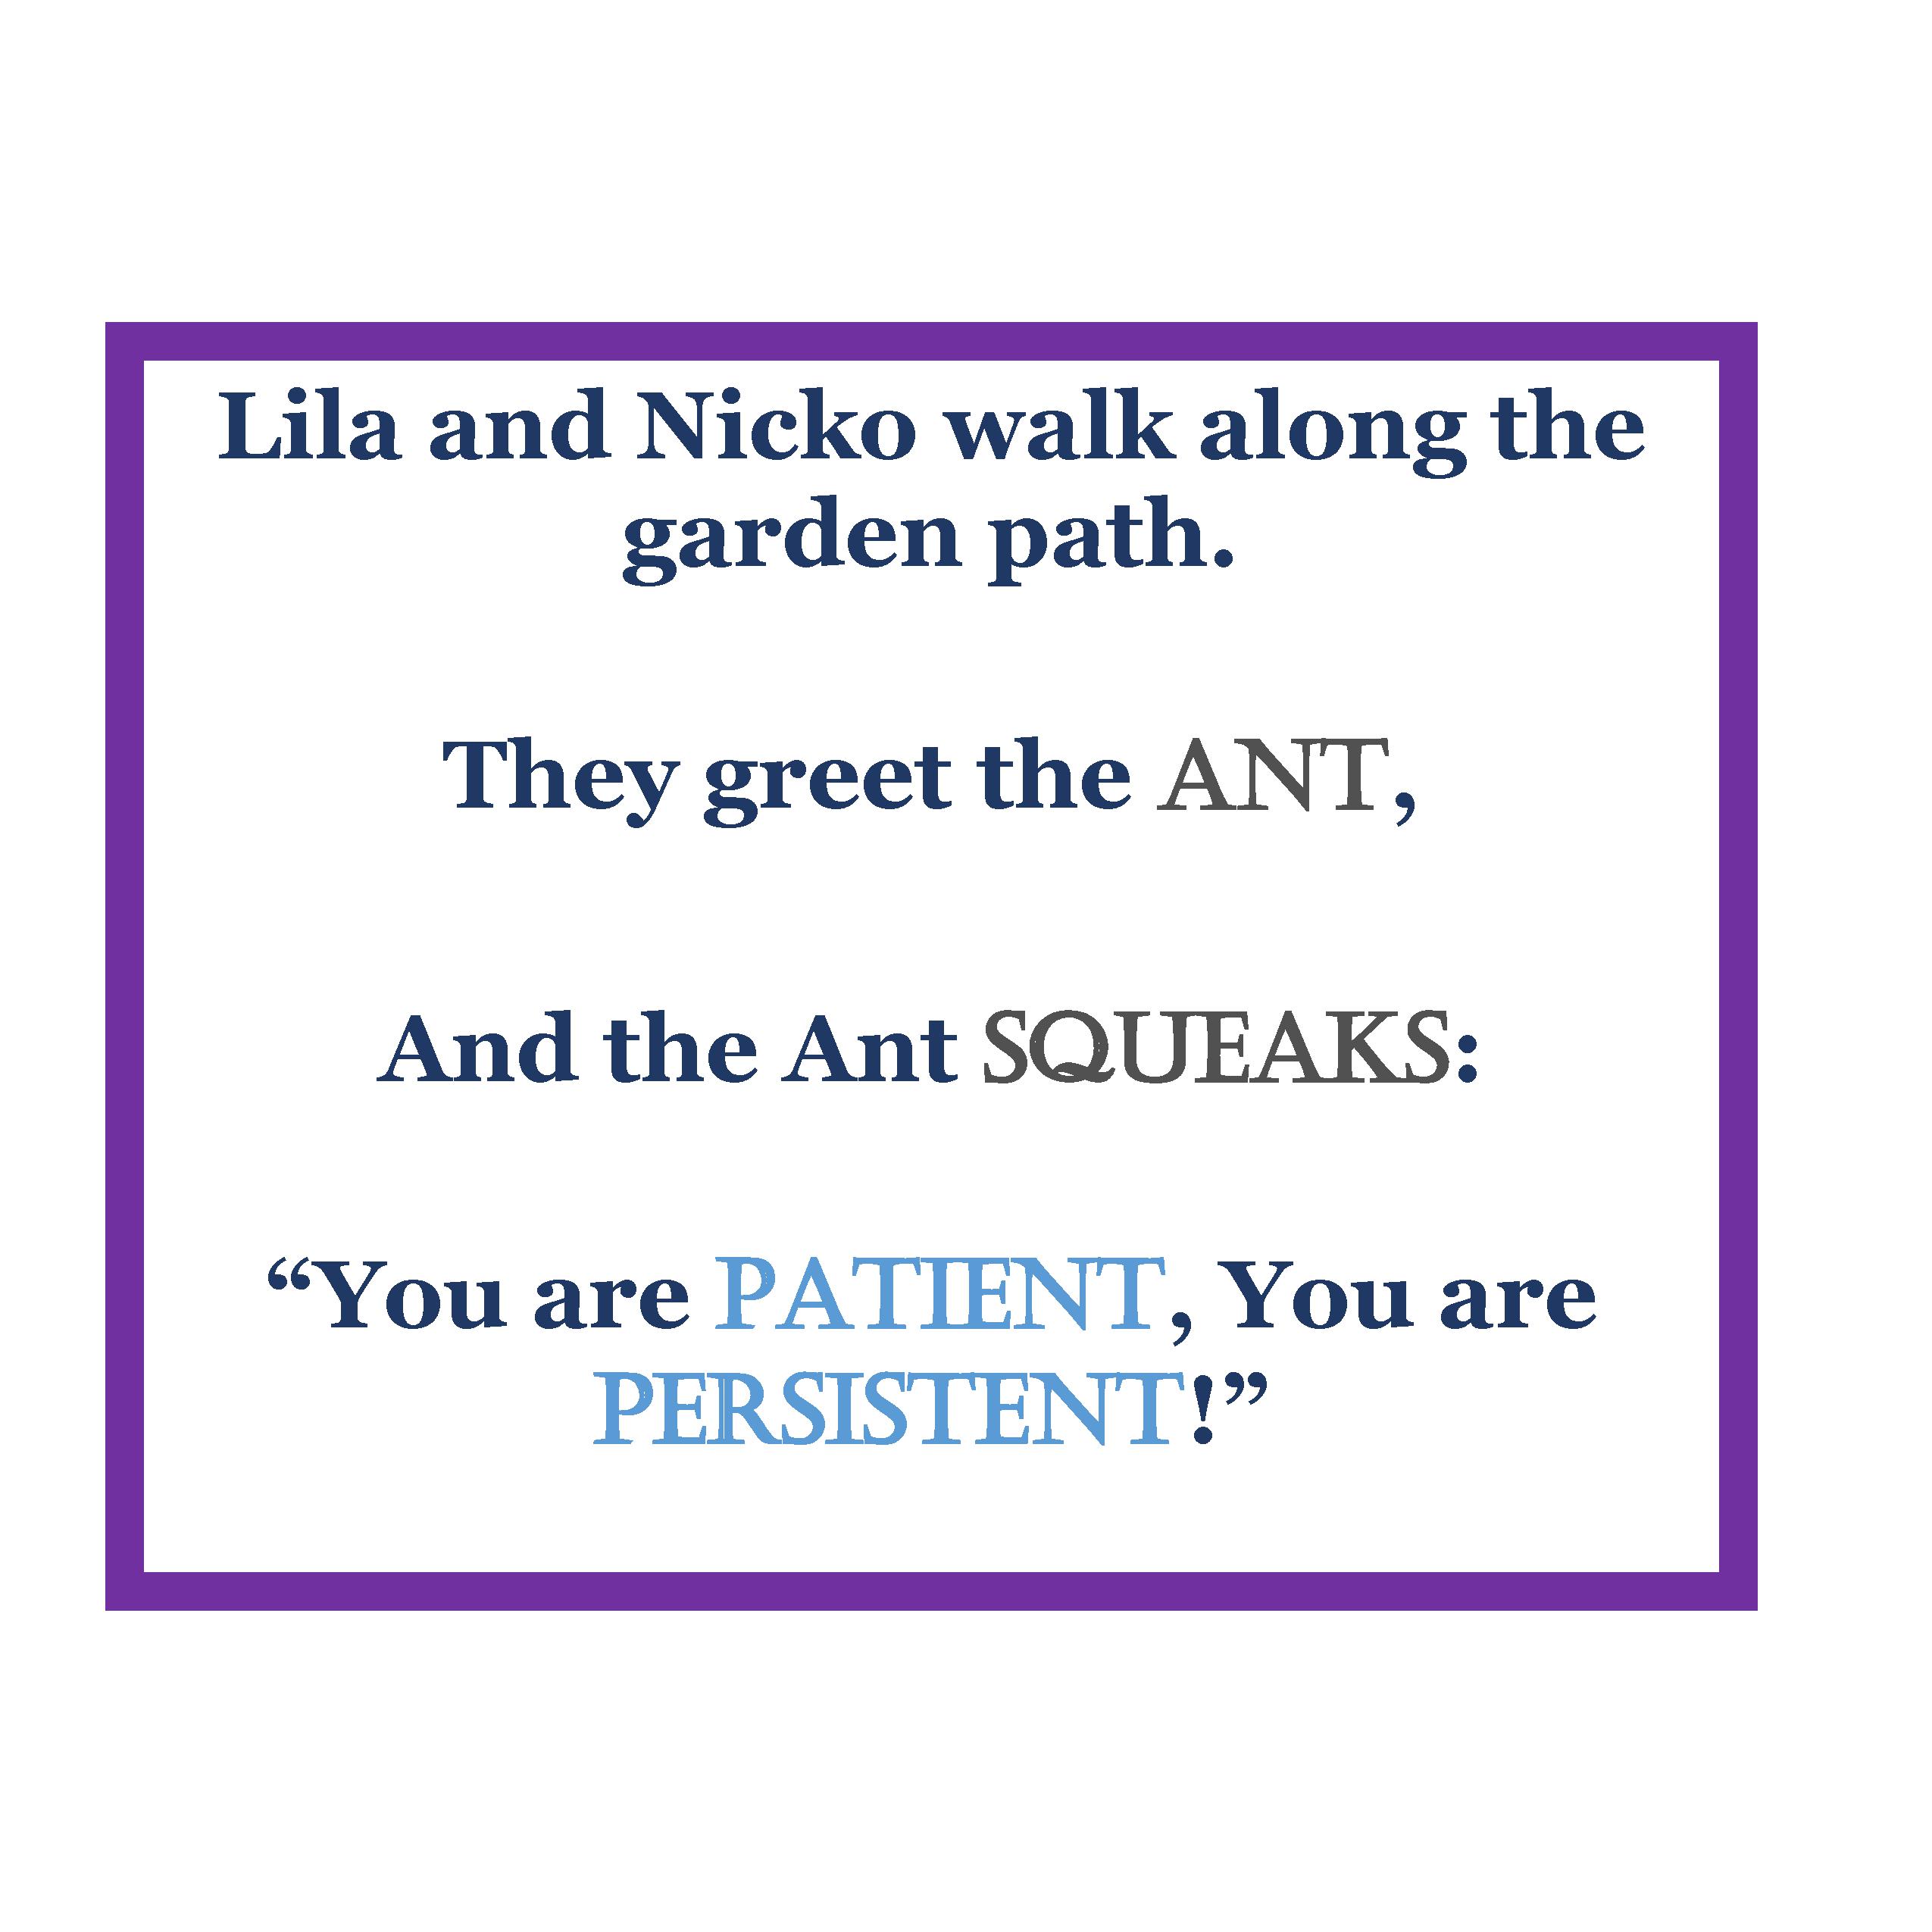 Lila and Nicko walk along the
garden path.
They greet the ANT,
And the Ant SQUEAKS:
“You are PATIENT, You are
PERSISTENT!”